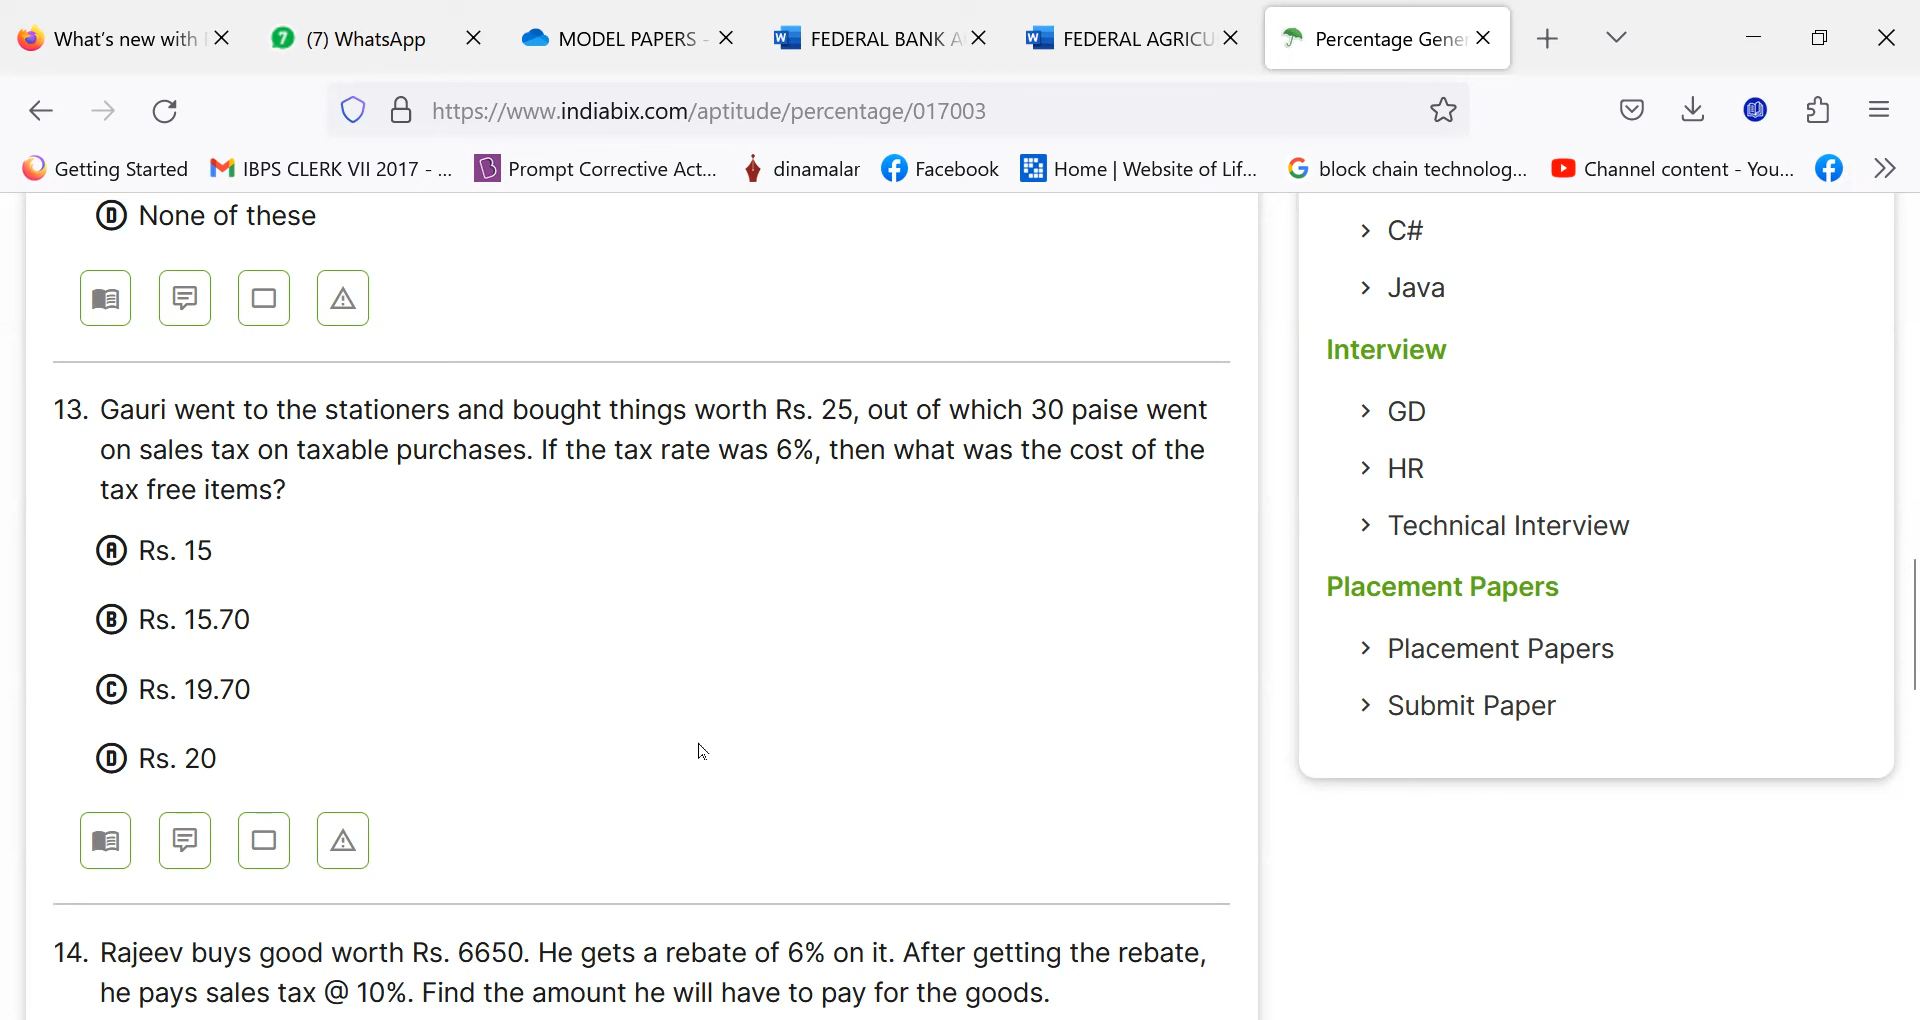 What's new with
7 (7) WhatsApp
MODEL PAPERS -
FEDERAL BANK A
FEDERAL AGRICU
Percentage Gene
https://www.indiabix.com/aptitude/percentage/017003
Getting Started
IBPS CLERK VII 2017 - ...
Prompt Corrective Act...
dinamalar
Facebook
Home | Website of Lif...
block chain technolog...
Channel content - You...
D None of these
13. Gauri went to the stationers and bought things worth Rs. 25, out of which 30 paise went
on sales tax on taxable purchases. If the tax rate was 6%, then what was the cost of the
tax free items?
A Rs. 15
B Rs. 15.70
C Rs. 19.70
D Rs. 20
14. Rajeev buys good worth Rs. 6650. He gets a rebate of 6% on it. After getting the rebate,
he pays sales tax @ 10%. Find the amount he will have to pay for the goods.
› C#
› Java
Interview
› GD
› HR
› Technical Interview
Placement Papers
› Placement Papers
› Submit Paper